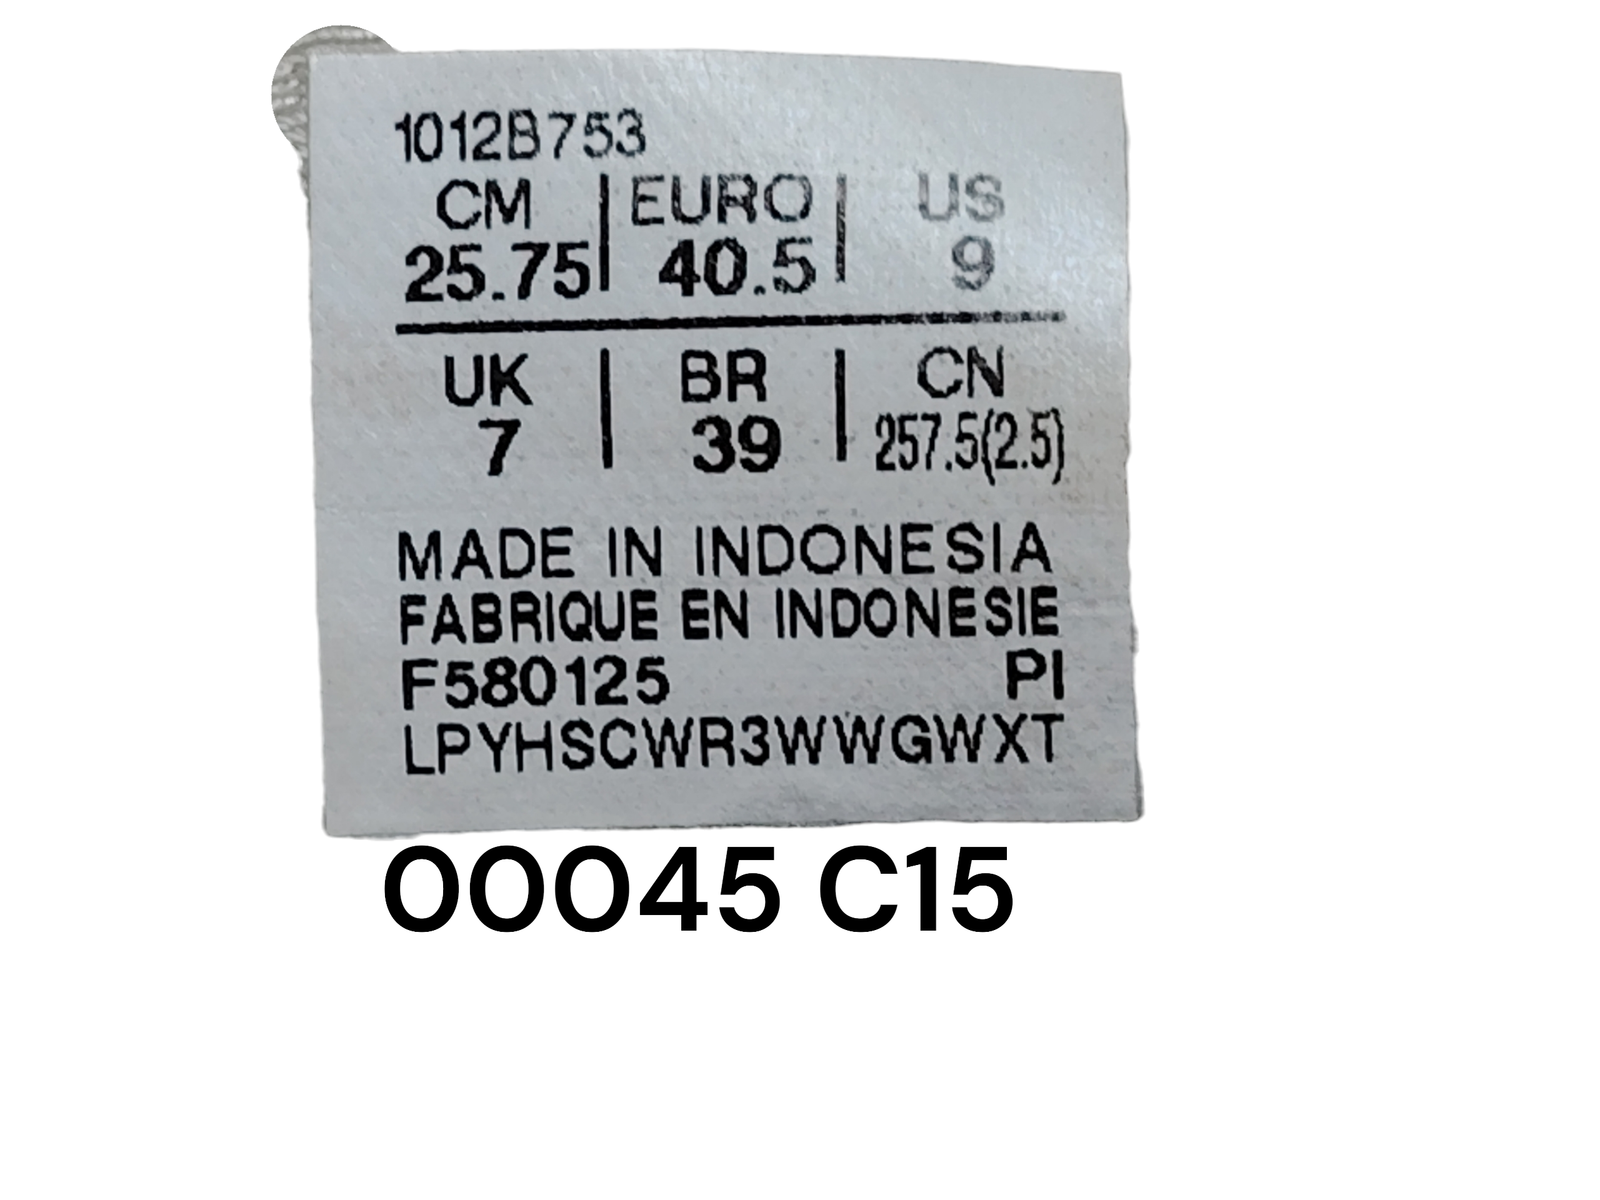 1012B753
CM | EURO | US
25.75 | 40.5 | 9
UK | BR | CN
7 | 39 | 257.5(2.5)
MADE IN INDONESIA
FABRIQUE EN INDONESIE
F580125 PI
LPYHSCWR3WWGWXT
00045 C15